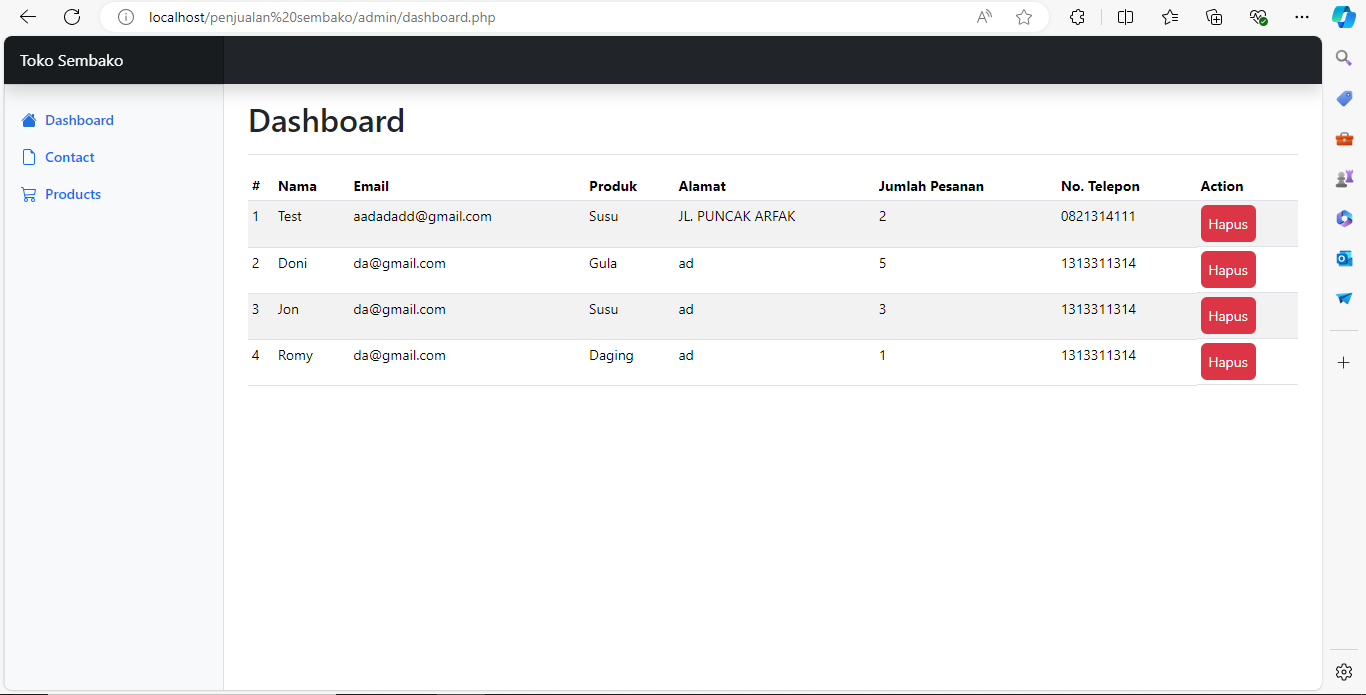 localhost/penjualan%20sembako/admin/dashboard.php
Toko Sembako
Dashboard
Contact
Products
Dashboard
# Nama Email Produk Alamat Jumlah Pesanan No. Telepon Action
1 Test aadadadd@gmail.com Susu JL. PUNCAK ARFAK 2 0821314111 Hapus
2 Doni da@gmail.com Gula ad 5 1313311314 Hapus
3 Jon da@gmail.com Susu ad 3 1313311314 Hapus
4 Romy da@gmail.com Daging ad 1 1313311314 Hapus